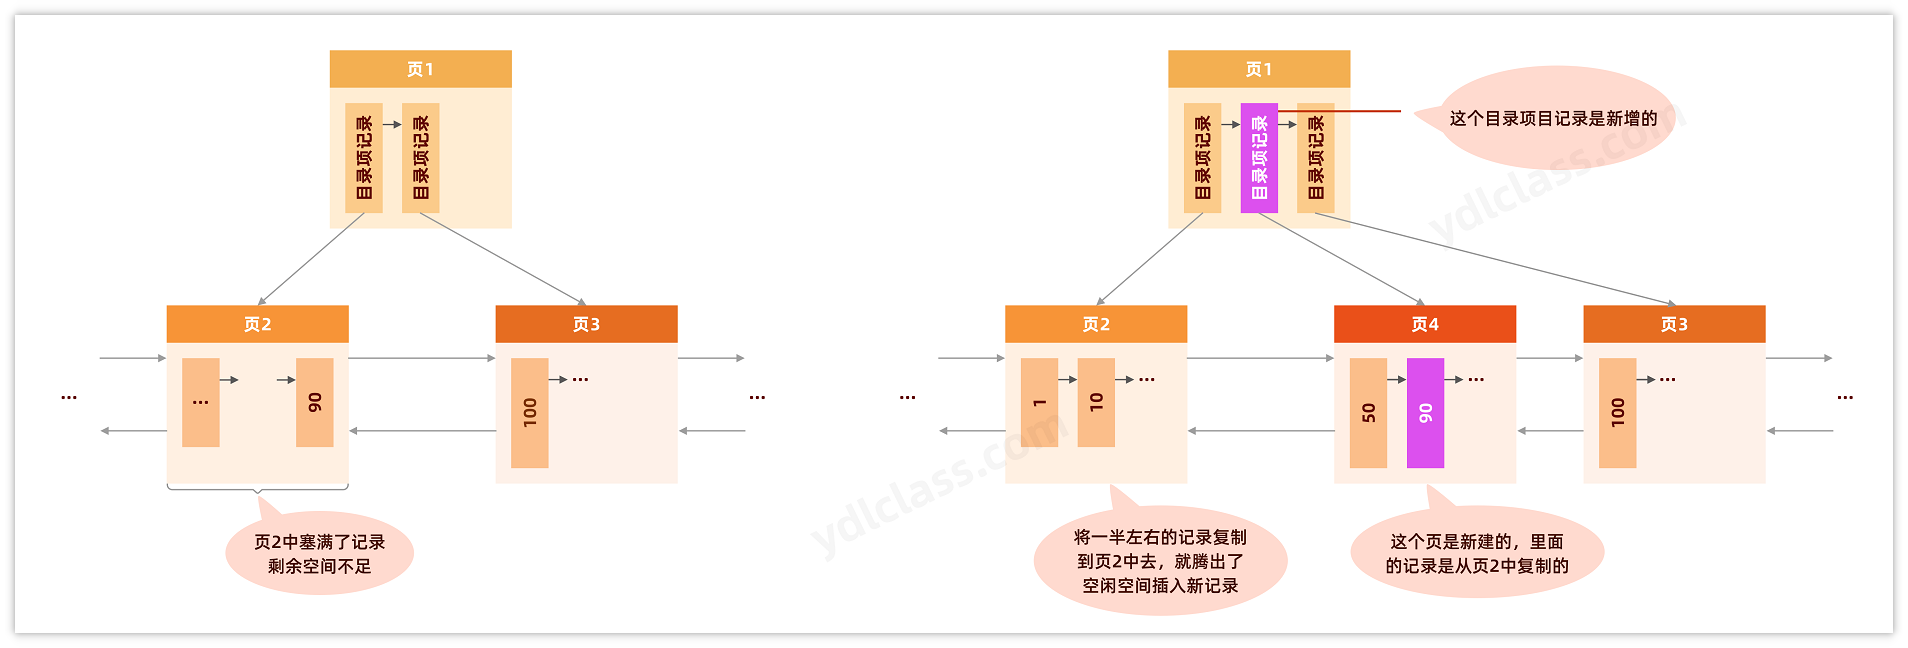 页1
目录项记录
目录项记录
页2
页3
...
...
90
100
...
...
页2中塞满了记录
剩余空间不足
页1
目录项记录
目录项记录
目录项记录
这个目录项目记录是新增的
页2
页4
页3
...
1
10
...
50
90
...
100
...
...
将一半左右的记录复制
到页2中去，就腾出了
空闲空间插入新记录
这个页是新建的，里面
的记录是从页2中复制的
ydlclass.com
ydlclass.com